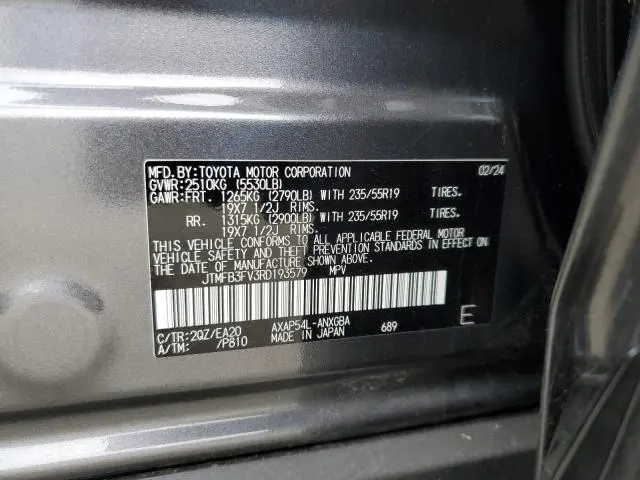 MFD.BY:TOYOTA MOTOR CORPORATION 02/24
GVWR:2510KG (5530LB)
GAWR:FRT. 1265KG (2790LB) WITH 235/55R19 TIRES.
19X7 1/2J RIMS.
RR. 1315KG (2900LB) WITH 235/55R19 TIRES.
19X7 1/2J RIMS.
THIS VEHICLE CONFORMS TO ALL APPLICABLE FEDERAL MOTOR
VEHICLE SAFETY AND THEFT PREVENTION STANDARDS IN EFFECT
ON THE DATE OF MANUFACTURE SHOWN ABOVE.
JTMFB3FV3RD193579 MPV
C/TR:2QZ/EA20 AXAP54L-ANXGBA 689 E
A/TM: /P810 MADE IN JAPAN